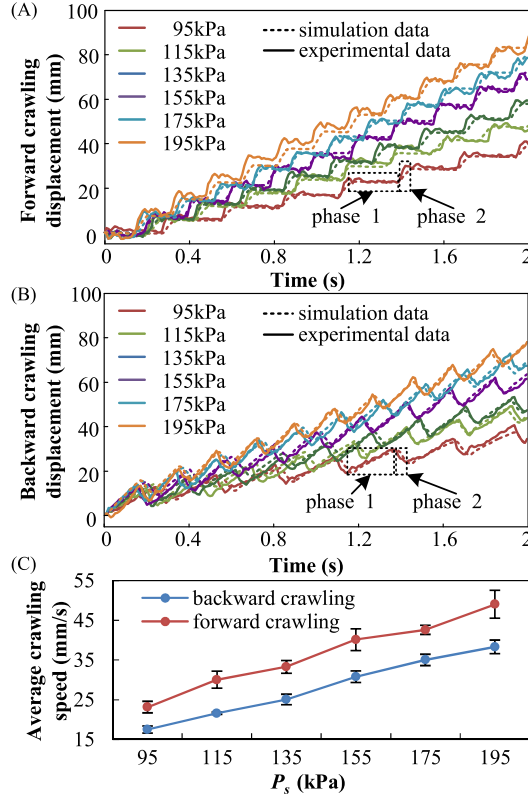 (A)
100
80
60
40
20
0
Forward crawling
displacement (mm)
95kPa
115kPa
135kPa
155kPa
175kPa
195kPa
simulation data
experimental data
phase 1
phase 2
0 0.4 0.8 1.2 1.6 2
Time (s)
(B)
100
80
60
40
20
0
Backward crawling
displacement (mm)
95kPa
115kPa
135kPa
155kPa
175kPa
195kPa
simulation data
experimental data
phase 1
phase 2
0 0.4 0.8 1.2 1.6 2
Time (s)
(C)
55
45
35
25
15
Average crawling
speed (mm/s)
backward crawling
forward crawling
95 115 135 155 175 195
Ps (kPa)